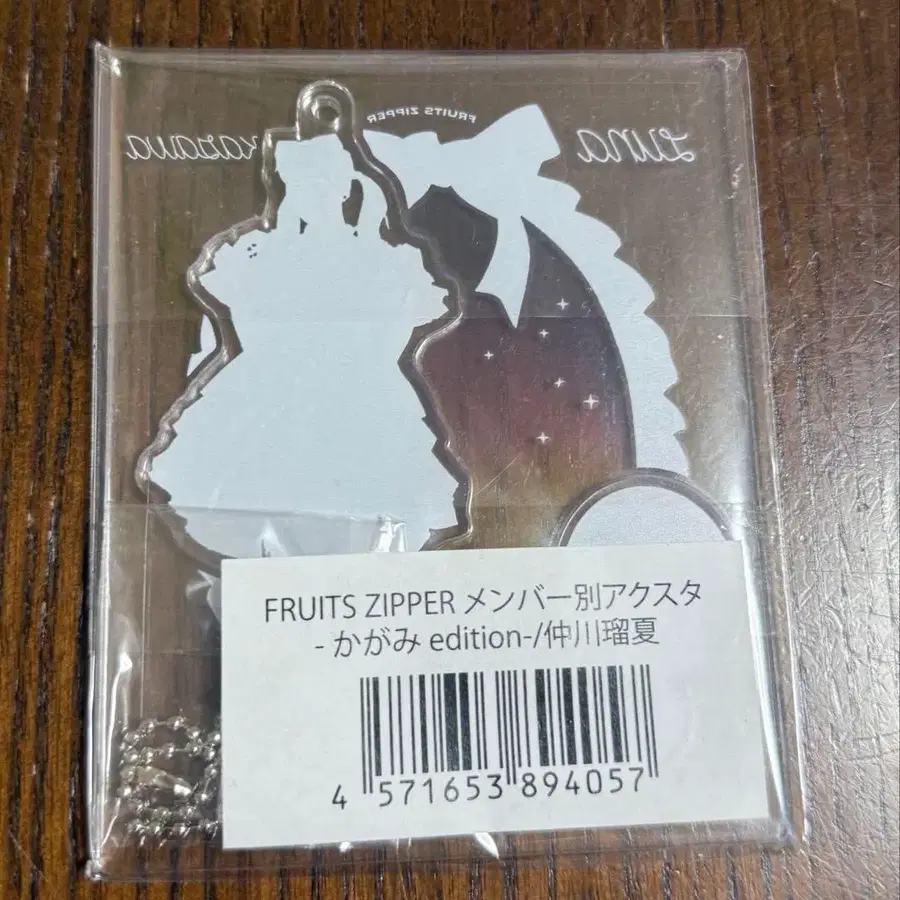 FRUITS ZIPPER
Luna
FRUITS ZIPPER メンバー別アクスタ
- かがみ edition-/仲川瑠夏
4 571653 894057